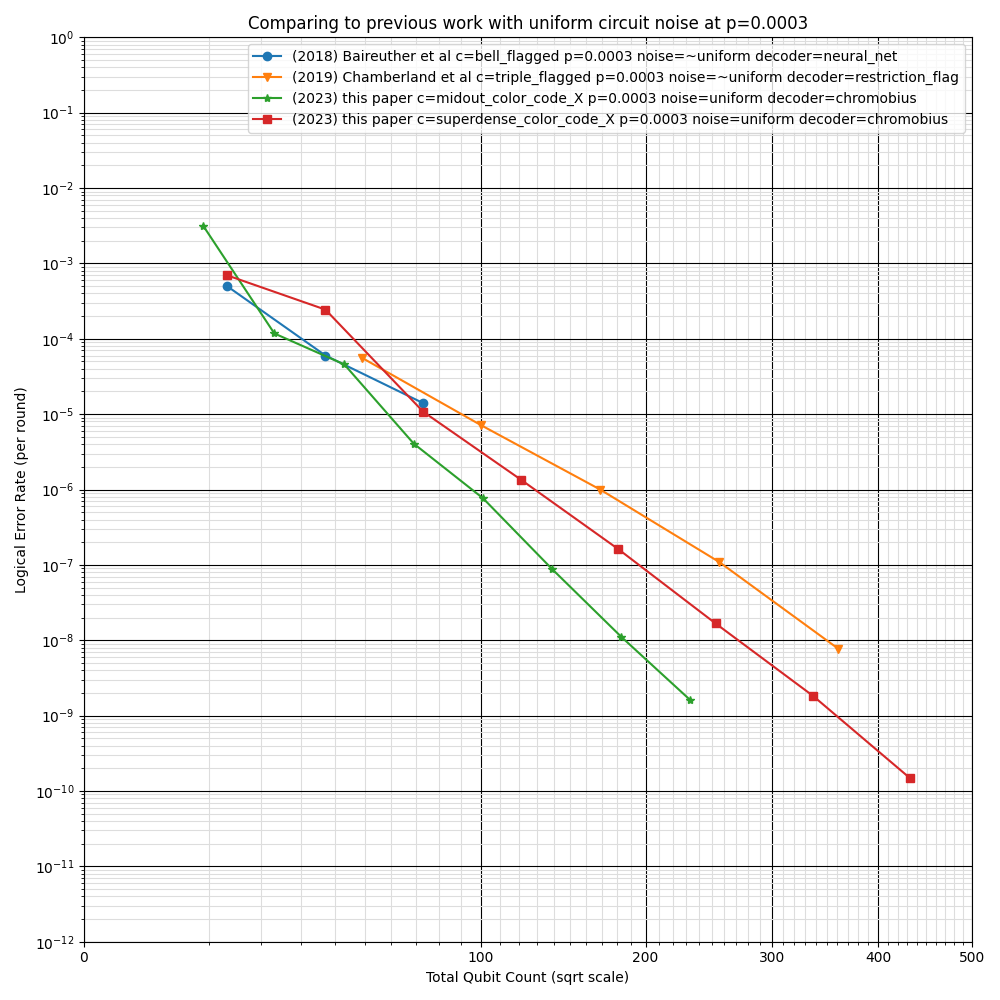 Comparing to previous work with uniform circuit noise at p=0.0003
(2018) Baireuther et al c=bell_flagged p=0.0003 noise=~uniform decoder=neural_net
(2019) Chamberland et al c=triple_flagged p=0.0003 noise=~uniform decoder=restriction_flag
(2023) this paper c=midout_color_code_X p=0.0003 noise=uniform decoder=chromobius
(2023) this paper c=superdense_color_code_X p=0.0003 noise=uniform decoder=chromobius
Logical Error Rate (per round)
10⁰
10⁻¹
10⁻²
10⁻³
10⁻⁴
10⁻⁵
10⁻⁶
10⁻⁷
10⁻⁸
10⁻⁹
10⁻¹⁰
10⁻¹¹
10⁻¹²
0 100 200 300 400 500
Total Qubit Count (sqrt scale)